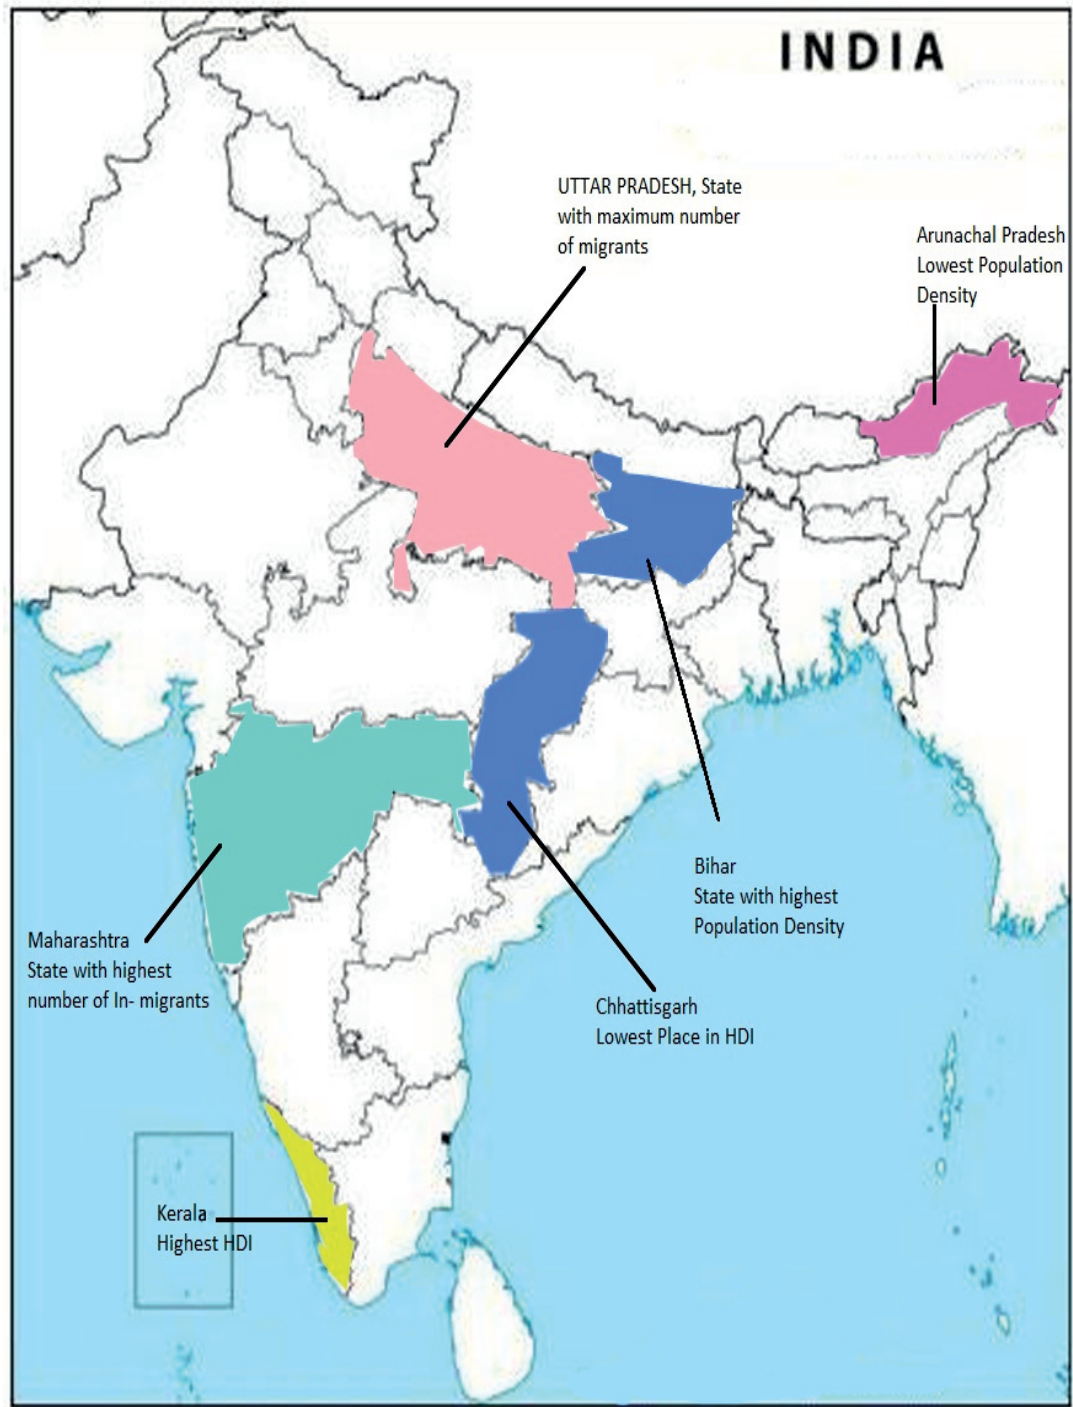 INDIA
UTTAR PRADESH, State
with maximum number
of migrants
Arunachal Pradesh
Lowest Population
Density
Bihar
State with highest
Population Density
Maharashtra
State with highest
number of In- migrants
Chhattisgarh
Lowest Place in HDI
Kerala
Highest HDI